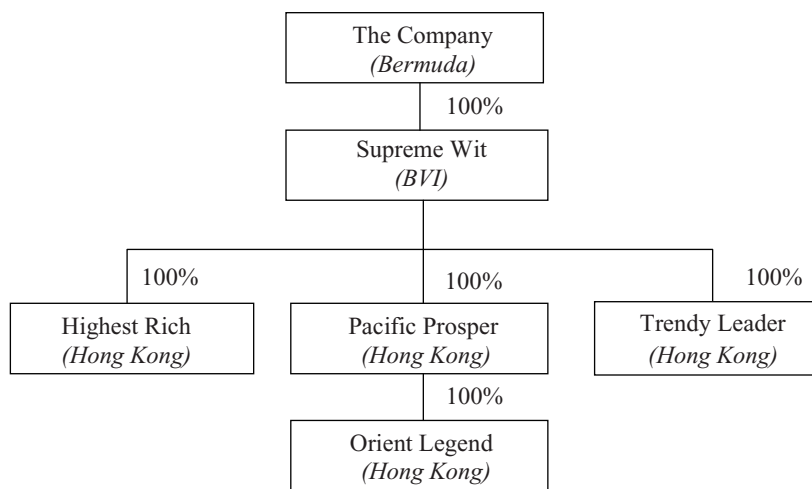 The Company
(Bermuda)
100%
Supreme Wit
(BVI)
100%
100%
100%
Highest Rich
(Hong Kong)
Pacific Prosper
(Hong Kong)
Trendy Leader
(Hong Kong)
100%
Orient Legend
(Hong Kong)